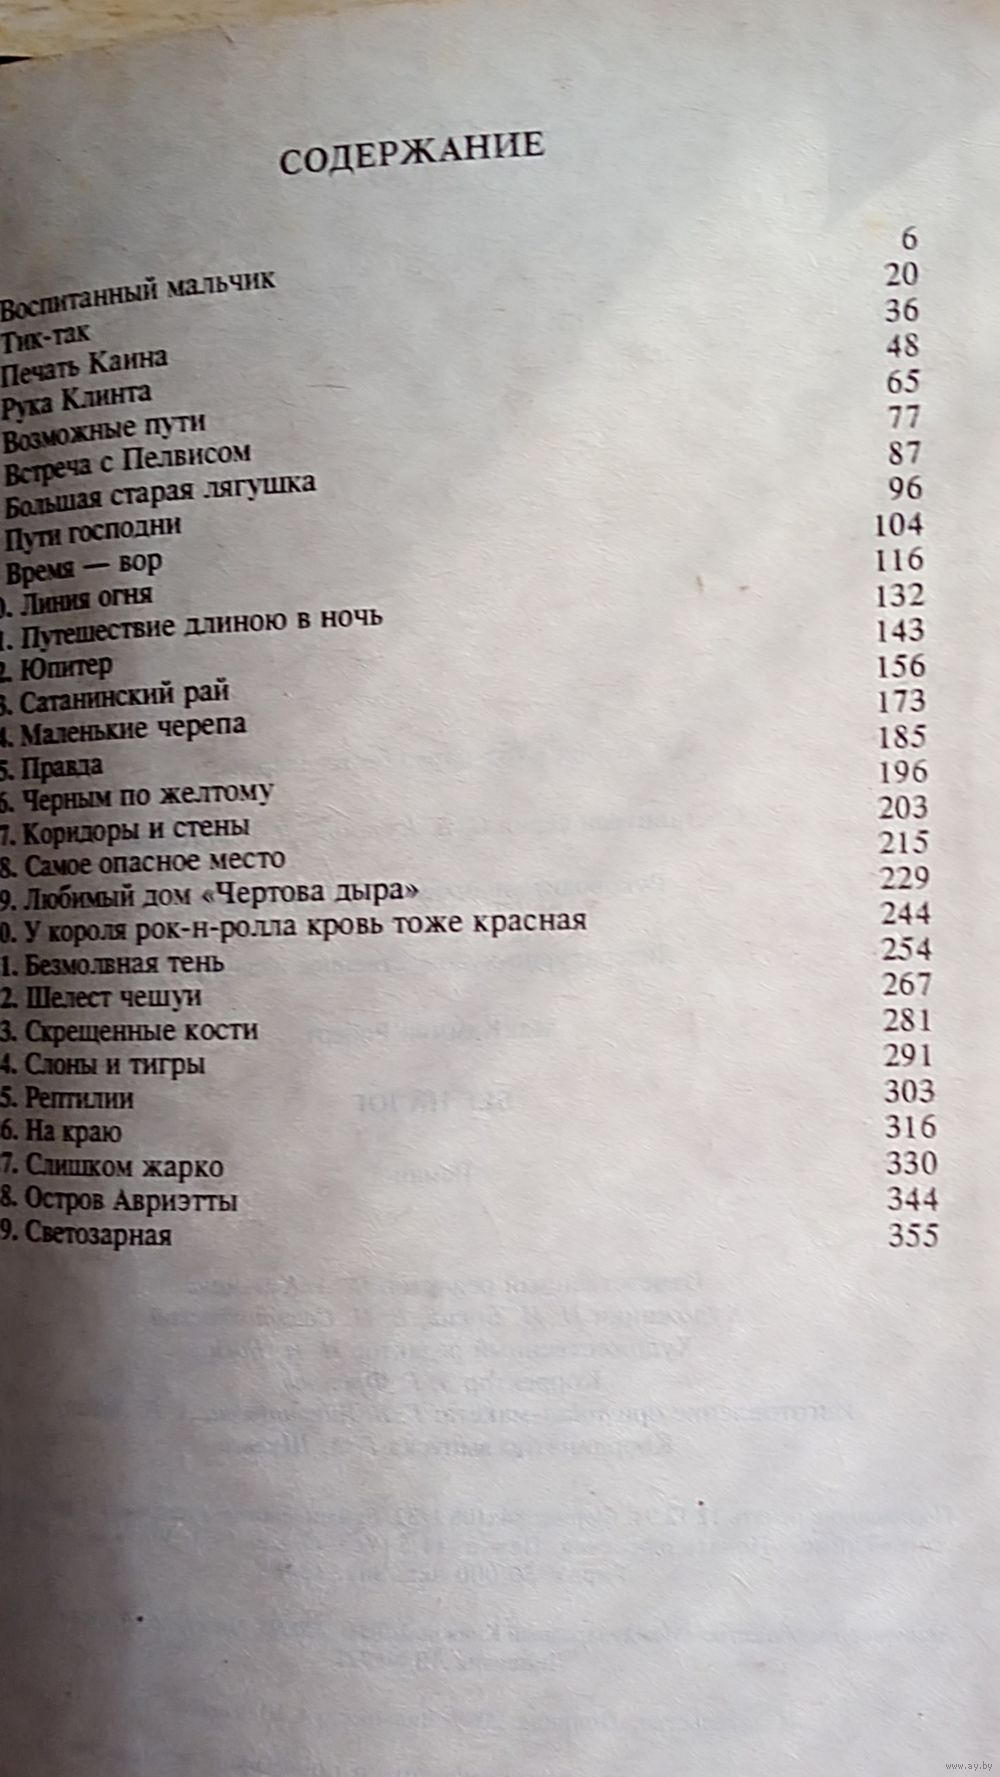 СОДЕРЖАНИЕ
Воспитанный мальчик 6
Тик-так 20
Печать Каина 36
Рука Клинта 48
Возможные пути 65
Встреча с Пелвисом 77
Большая старая лягушка 87
Пути господни 96
Время — вор 104
0. Линия огня 116
1. Путешествие длиною в ночь 132
2. Юпитер 143
3. Сатанинский рай 156
4. Маленькие черепа 173
5. Правда 185
6. Черным по желтому 196
7. Коридоры и стены 203
8. Самое опасное место 215
9. Любимый дом «Чертова дыра» 229
0. У короля рок-н-ролла кровь тоже красная 244
1. Безмолвная тень 254
2. Шелест чешуи 267
3. Скрещенные кости 281
4. Слоны и тигры 291
5. Рептилии 303
6. На краю 316
7. Слишком жарко 330
8. Остров Авриэтты 344
9. Светозарная 355
www.ay.by